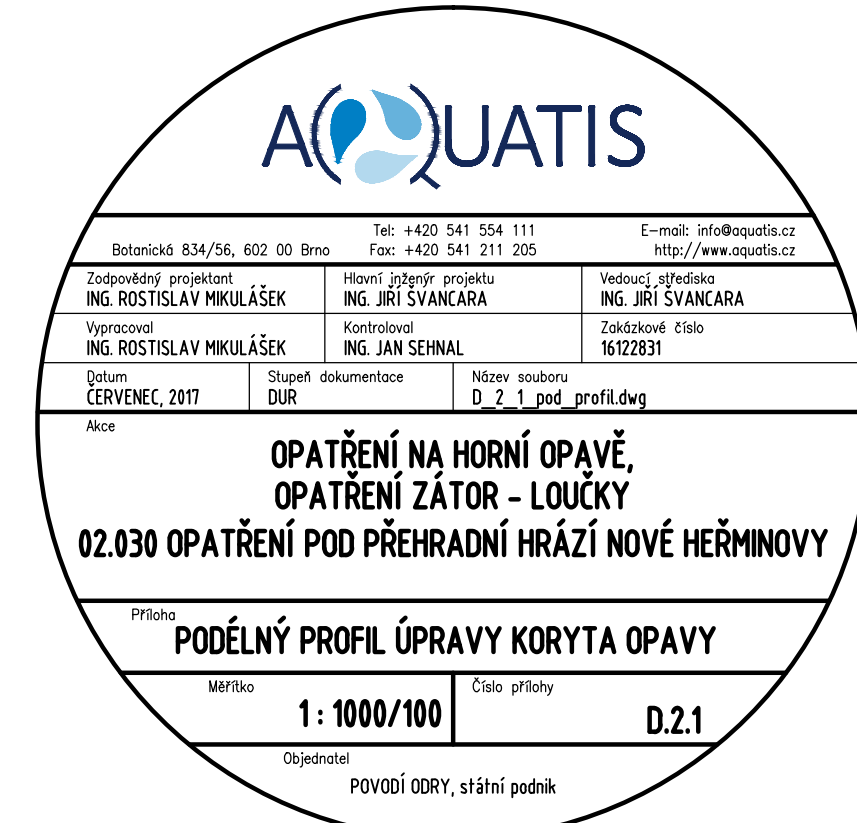 AQUATIS
Tel: +420 541 554 111
E-mail: info@aquatis.cz
Botanická 834/56, 602 00 Brno
Fax: +420 541 211 205
http://www.aquatis.cz
Zodpovědný projektant
Hlavní inženýr projektu
Vedoucí střediska
ING. ROSTISLAV MIKULÁŠEK
ING. JIŘÍ ŠVANCARA
ING. JIŘÍ ŠVANCARA
Vypracoval
Kontroloval
Zakázkové číslo
ING. ROSTISLAV MIKULÁŠEK
ING. JAN SEHNAL
16122831
Datum
Stupeň dokumentace
Název souboru
ČERVENEC, 2017
DUR
D_2_1_pod_profil.dwg
Akce
OPATŘENÍ NA HORNÍ OPAVĚ,
OPATŘENÍ ZÁTOR - LOUČKY
02.030 OPATŘENÍ POD PŘEHRADNÍ HRÁZÍ NOVÉ HEŘMINOVY
Příloha
PODÉLNÝ PROFIL ÚPRAVY KORYTA OPAVY
Měřítko
Číslo přílohy
1 : 1000/100
D.2.1
Objednatel
POVODÍ ODRY, státní podnik